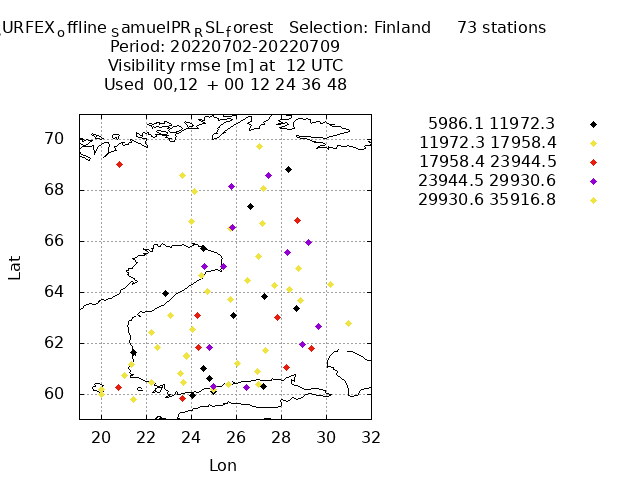 URFEXoffline SamuelPRRSLforest Selection: Finland 73 stations
Period: 20220702-20220709
Visibility rmse [m] at 12 UTC
Used 00,12 + 00 12 24 36 48
5986.1 11972.3
11972.3 17958.4
17958.4 23944.5
23944.5 29930.6
29930.6 35916.8
70
68
66
64
62
60
Lat
20 22 24 26 28 30 32
Lon